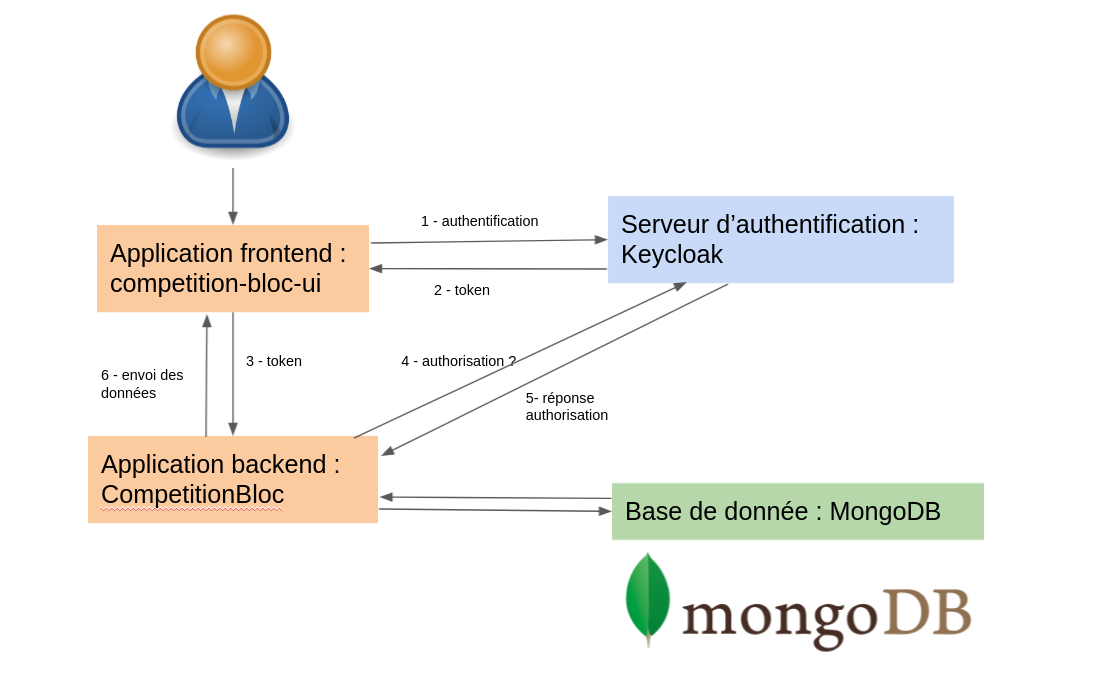 1 - authentification
Serveur d’authentification :
Keycloak
Application frontend :
competition-bloc-ui
2 - token
3 - token
4 - authorisation ?
6 - envoi des
données
5- réponse
authorisation
Application backend :
CompetitionBloc
Base de donnée : MongoDB
mongoDB